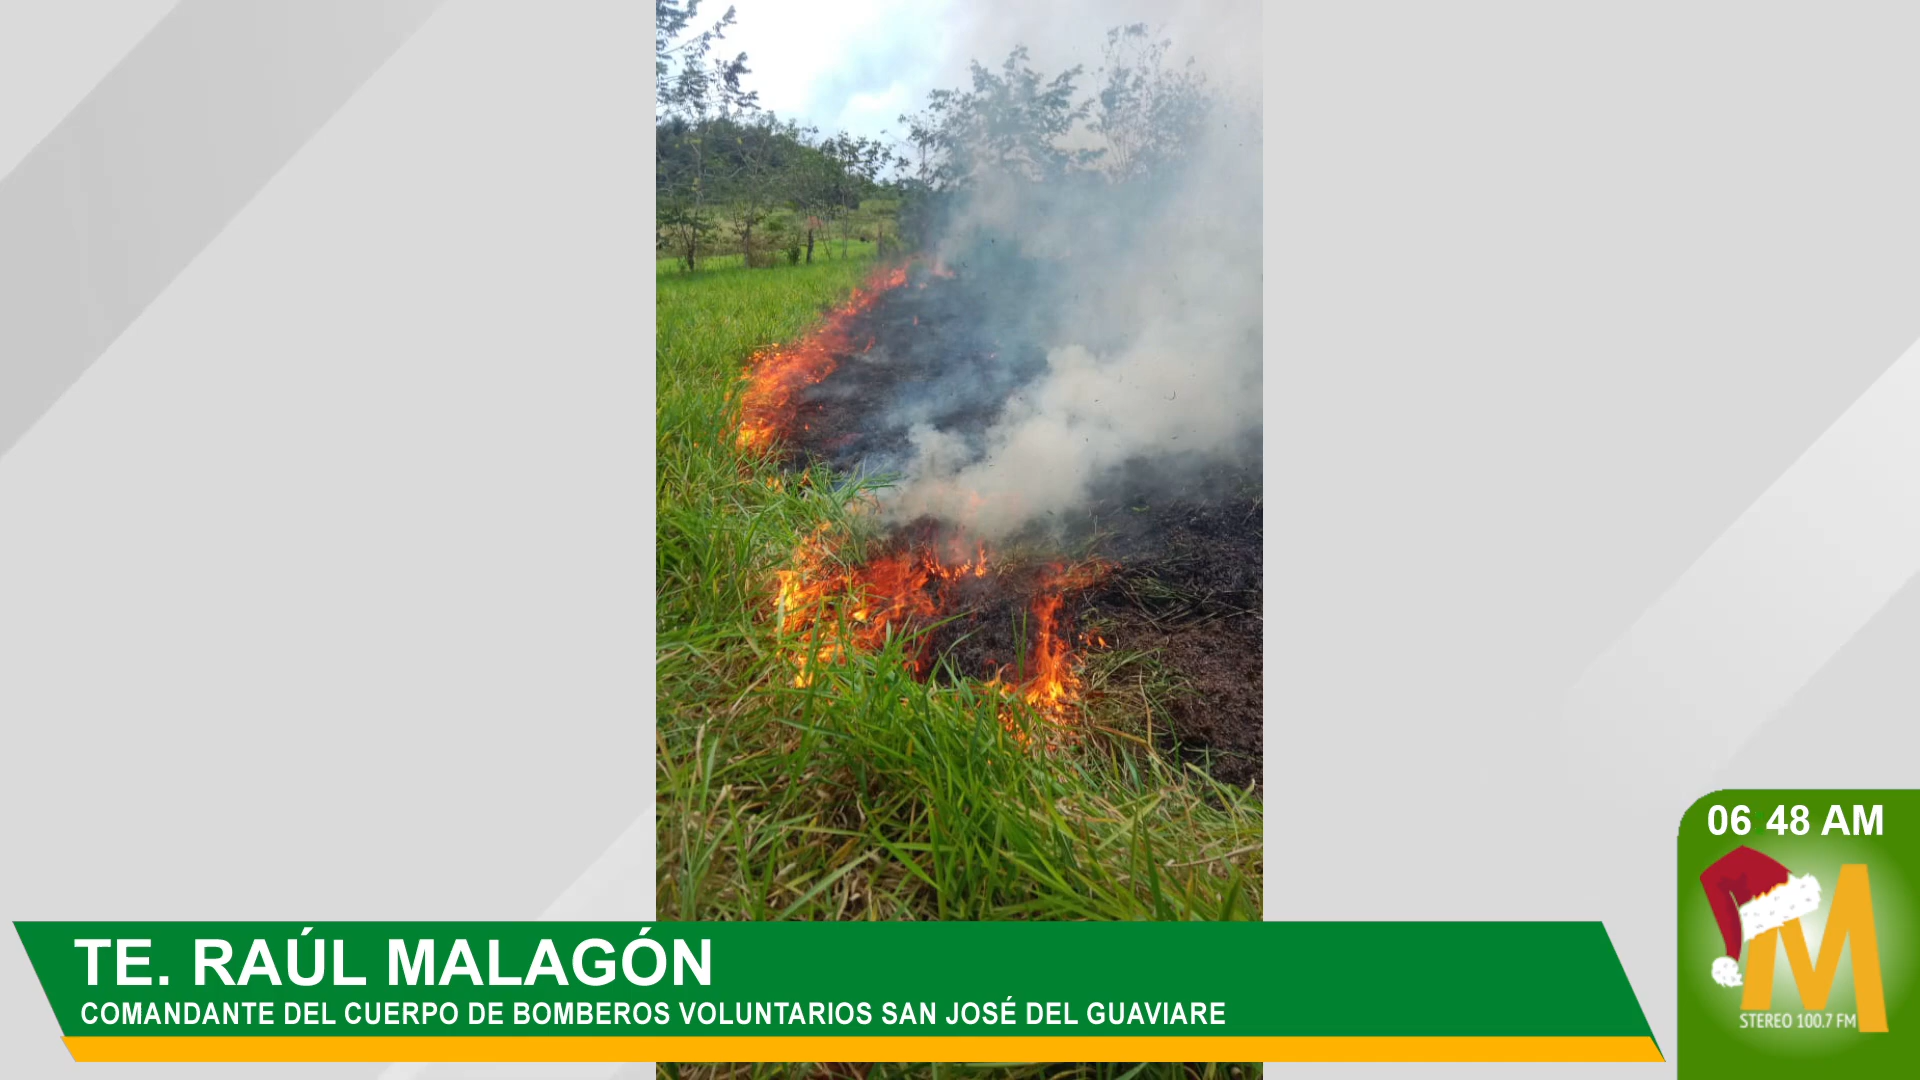 06 48 AM
M
STEREO 100.7 FM
TE. RAÚL MALAGÓN
COMANDANTE DEL CUERPO DE BOMBEROS VOLUNTARIOS SAN JOSÉ DEL GUAVIARE